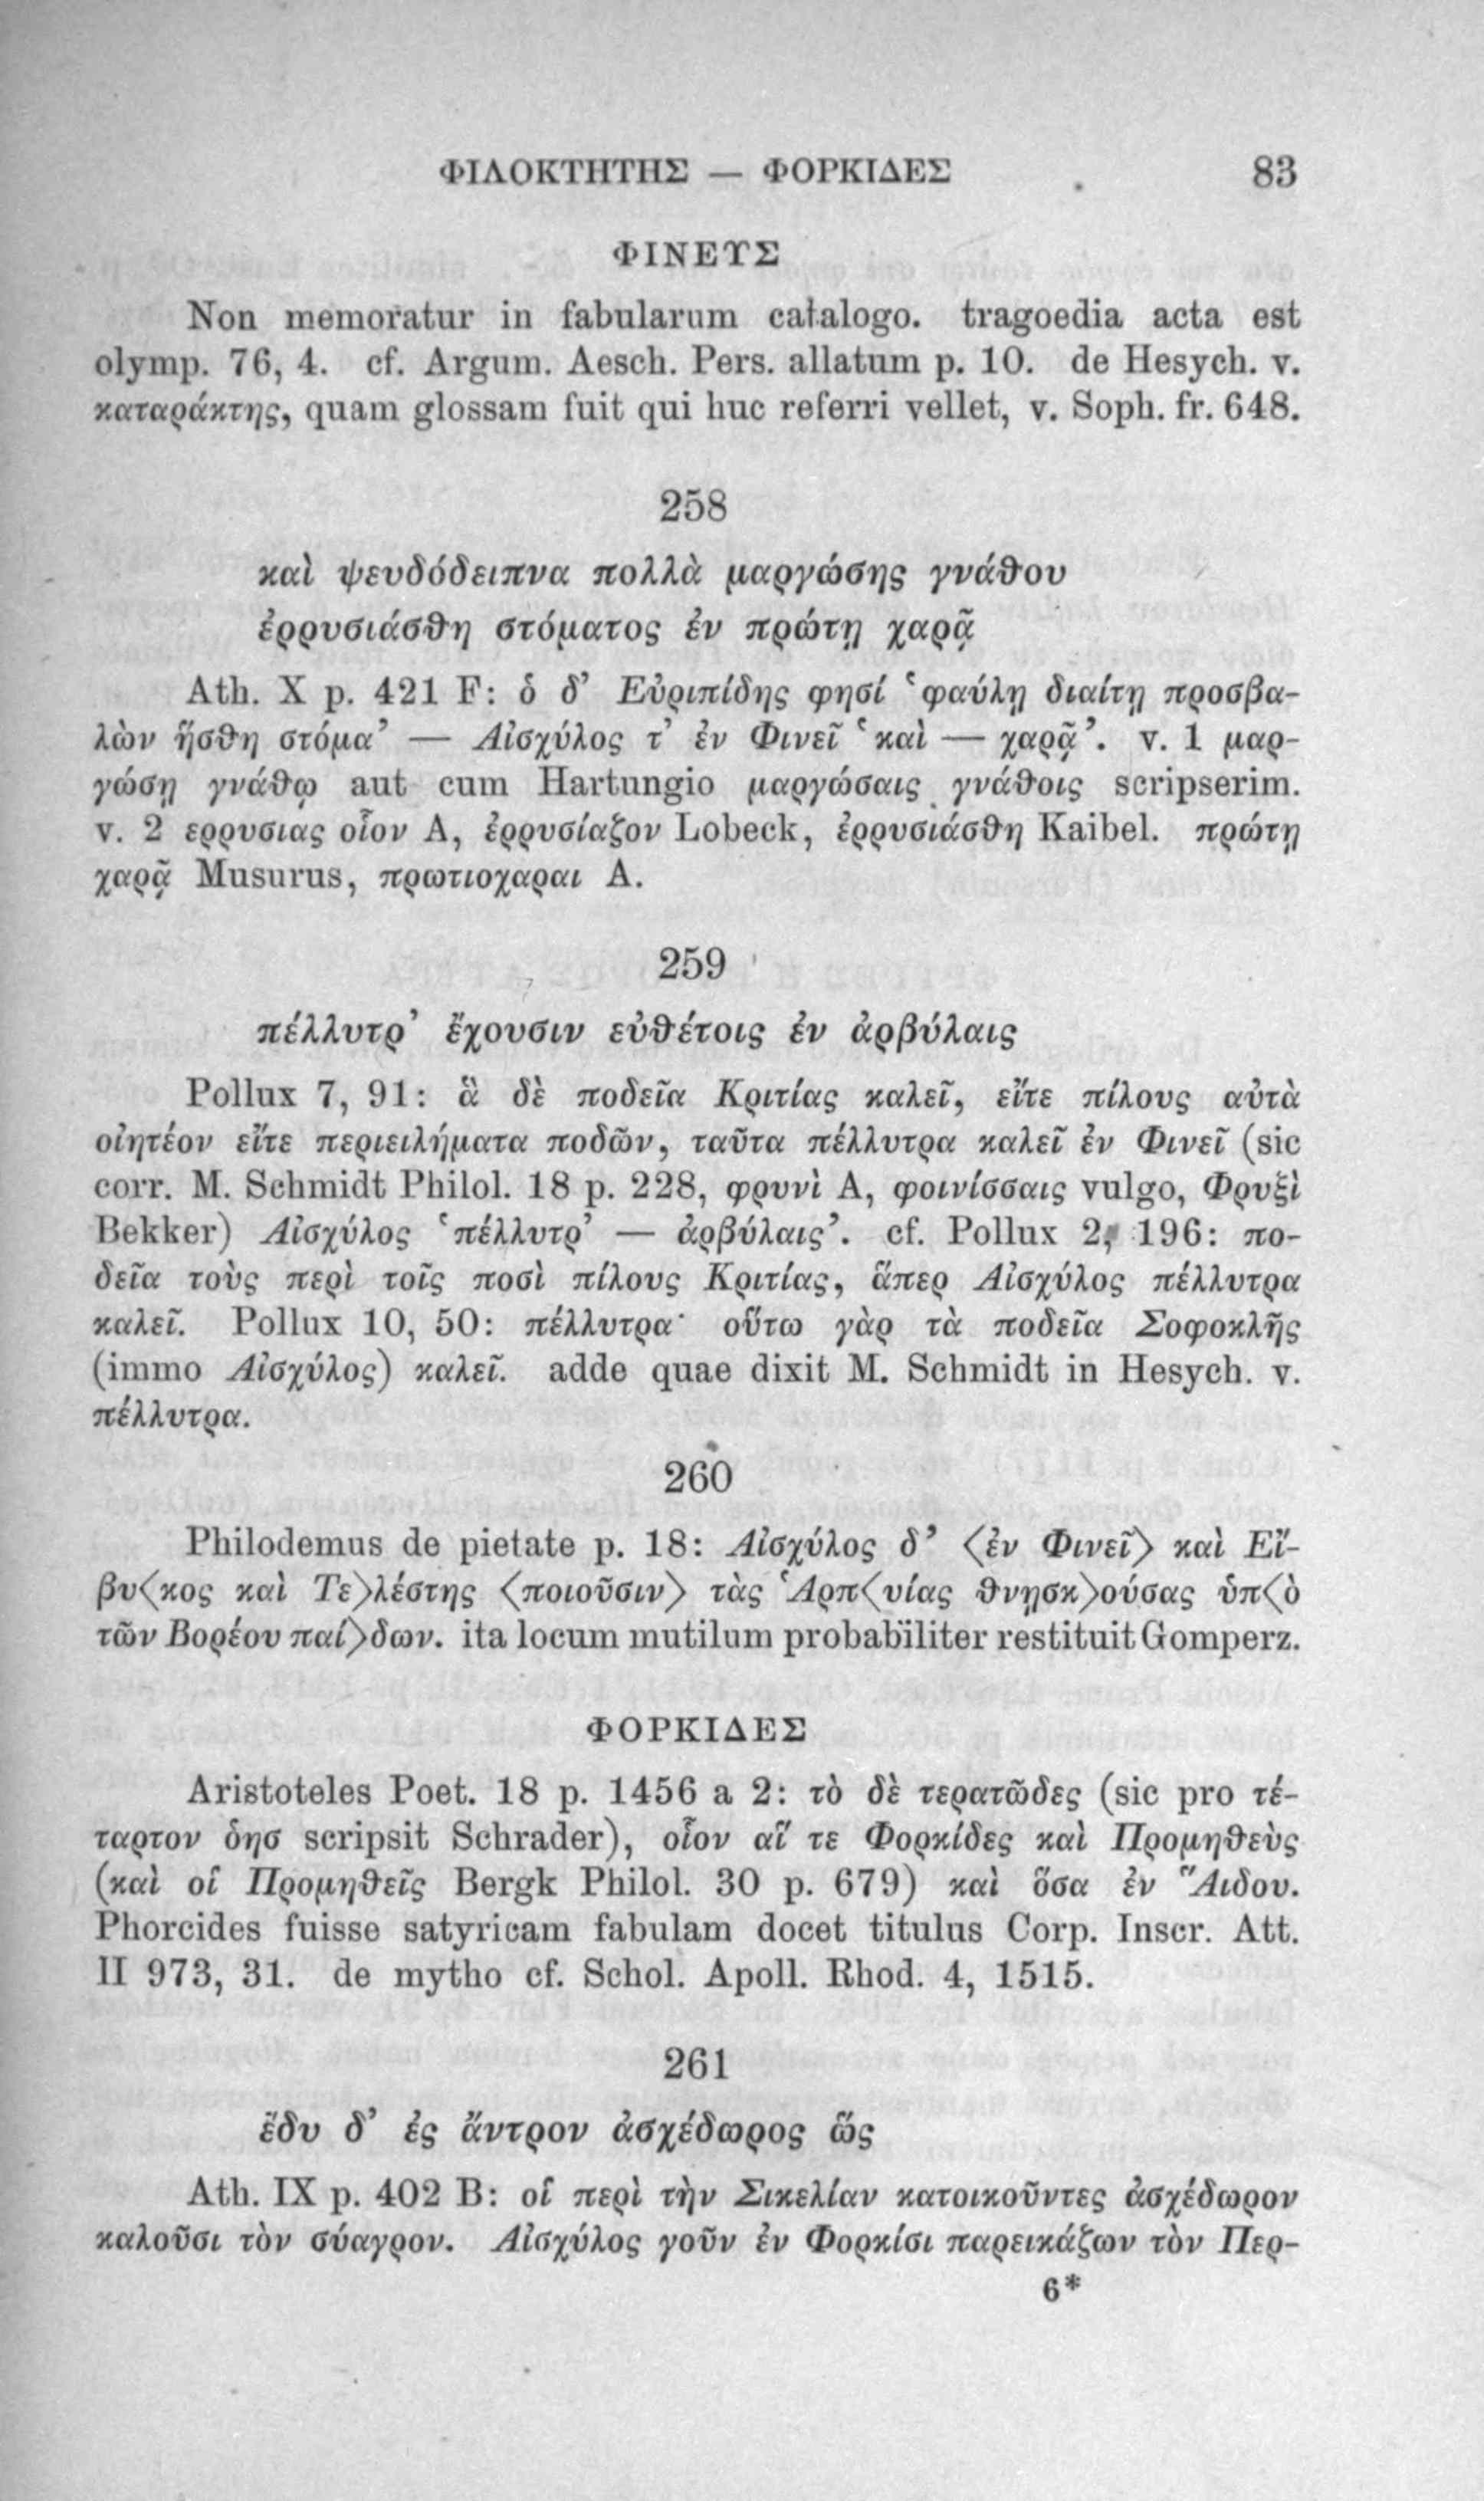 ΦΙΛΟΚΤΗΤΗΣ — ΦΟΡΚΙΔΕΣ 83
ΦΙΝΕΥΣ
Non memoratur in fabularum catalogo. tragoedia acta est
olymp. 76, 4. cf. Argum. Aesch. Pers. allatum p. 10. de Hesych. v.
καταράκτης, quam glossam fuit qui huc referri vellet, v. Soph. fr. 648.
258
καὶ ψευδόδειπνα πολλὰ μαργώσης γνάθου
ἐρρυσιάσθη στόματος ἐν πρώτῃ χαρᾷ
Ath. X p. 421 F: ὁ δ’ Εὐριπίδης φησί ‘φαύλῃ διαίτῃ προσβα-
λὼν ἥσθη στόμα’ — Αἰσχύλος τ’ ἐν Φινεῖ ‘καὶ — χαρᾷ’. v. 1 μαρ-
γώσῃ γνάθῳ aut cum Hartungio μαργώσαις γνάθοις scripserim.
v. 2 ερρυσιας οἷον A, ἐρρυσίαζον Lobeck, ἐρρυσιάσθη Kaibel. πρώτῃ
χαρᾷ Musurus, πρωτιοχαραι A.
259
πέλλυτρ’ ἔχουσιν εὐθέτοις ἐν ἀρβύλαις
Pollux 7, 91: ἃ δὲ ποδεῖα Κριτίας καλεῖ, εἴτε πίλους αὐτὰ
οἰητέον εἴτε περιειλήματα ποδῶν, ταῦτα πέλλυτρα καλεῖ ἐν Φινεῖ (sic
corr. M. Schmidt Philol. 18 p. 228, φρυνὶ A, φοινίσσαις vulgo, Φρυξὶ
Bekker) Αἰσχύλος ‘πέλλυτρ’ — ἀρβύλαις’. cf. Pollux 2, 196: πο-
δεῖα τοὺς περὶ τοῖς ποσὶ πίλους Κριτίας, ἅπερ Αἰσχύλος πέλλυτρα
καλεῖ. Pollux 10, 50: πέλλυτρα· οὕτω γὰρ τὰ ποδεῖα Σοφοκλῆς
(immo Αἰσχύλος) καλεῖ. adde quae dixit M. Schmidt in Hesych. v.
πέλλυτρα.
260
Philodemus de pietate p. 18: Αἰσχύλος δ’ ⟨ἐν Φινεῖ⟩ καὶ Εἴ-
βυ⟨κος καὶ Τε⟩λέστης ⟨ποιοῦσιν⟩ τὰς Ἁρπ⟨υίας θνησκ⟩ούσας ὑπ⟨ὸ
τῶν Βορέου παί⟩δων. ita locum mutilum probabiliter restituit Gomperz.
ΦΟΡΚΙΔΕΣ
Aristoteles Poet. 18 p. 1456 a 2: τὸ δὲ τερατῶδες (sic pro τέ-
ταρτον ὁησ scripsit Schrader), οἷον αἵ τε Φορκίδες καὶ Προμηθεὺς
(καὶ οἱ Προμηθεῖς Bergk Philol. 30 p. 679) καὶ ὅσα ἐν Ἅιδου.
Phorcides fuisse satyricam fabulam docet titulus Corp. Inscr. Att.
II 973, 31. de mytho cf. Schol. Apoll. Rhod. 4, 1515.
261
ἔδυ δ’ ἐς ἄντρον ἀσχέδωρος ὥς
Ath. IX p. 402 B: οἱ περὶ τὴν Σικελίαν κατοικοῦντες ἀσχέδωρον
καλοῦσι τὸν σύαγρον. Αἰσχύλος γοῦν ἐν Φορκίσι παρεικάζων τὸν Περ-
6*